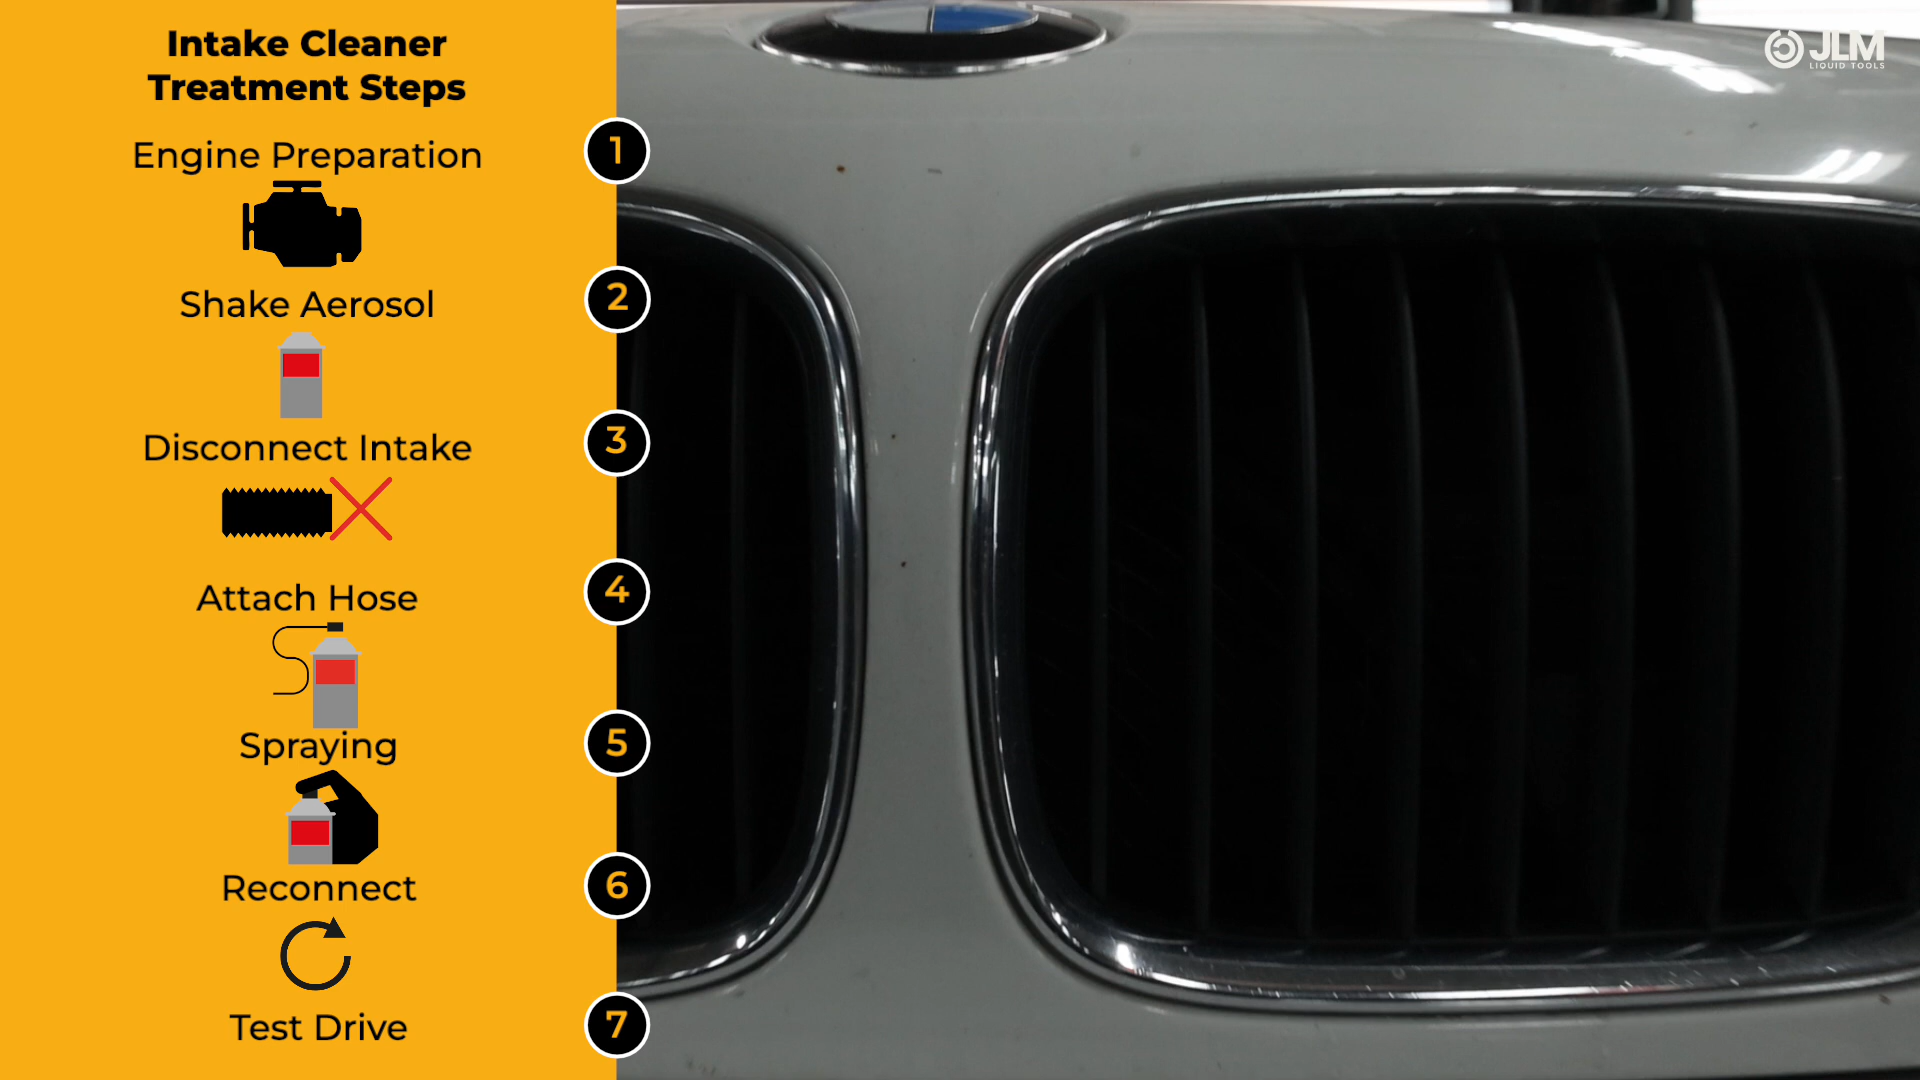 Intake Cleaner
Treatment Steps
Engine Preparation
1
Shake Aerosol
2
Disconnect Intake
3
Attach Hose
4
Spraying
5
Reconnect
6
Test Drive
7
JLM
LIQUID TOOLS